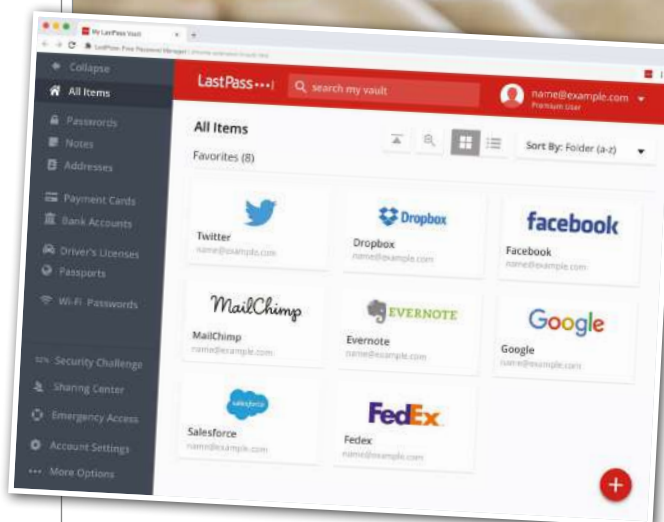 My LastPass Vault
LastPass: Free Password Manager
Collapse
All Items
Passwords
Notes
Addresses
Payment Cards
Bank Accounts
Driver's Licenses
Passports
Wi-Fi Passwords
Security Challenge
Sharing Center
Emergency Access
Account Settings
More Options
LastPass
search my vault
name@example.com
Premium User
All Items
Sort By: Folder (a-z)
Favorites (8)
Twitter
name@example.com
Dropbox
Dropbox
name@example.com
facebook
Facebook
name@example.com
MailChimp
MailChimp
name@example.com
EVERNOTE
Evernote
name@example.com
Google
Google
name@example.com
salesforce
Salesforce
name@example.com
FedEx
Fedex
name@example.com